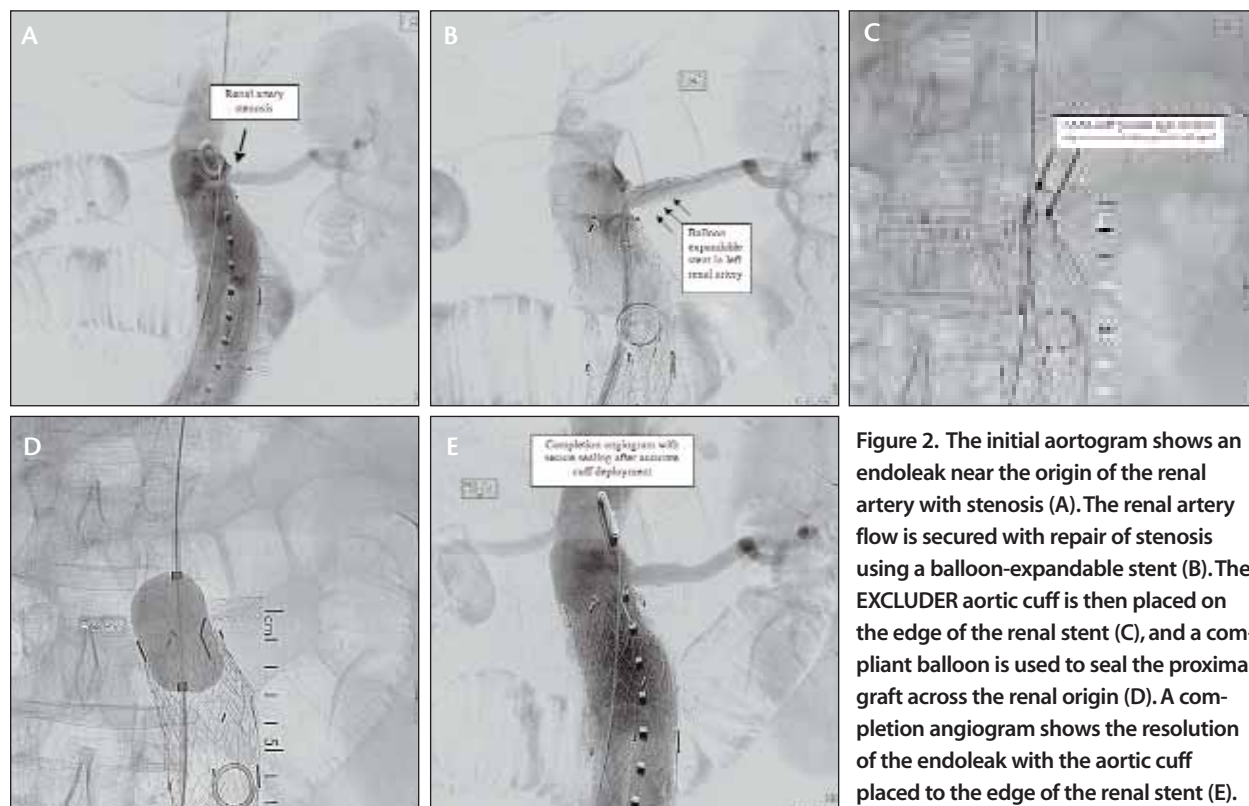 A
Renal artery
stenosis
B
Balloon
expandable
stent in left
renal artery
C
D
cm
5
E
Completion angiogram with
secure sealing after accurate
cuff deployment
Figure 2. The initial aortogram shows an
endoleak near the origin of the renal
artery with stenosis (A). The renal artery
flow is secured with repair of stenosis
using a balloon-expandable stent (B). The
EXCLUDER aortic cuff is then placed on
the edge of the renal stent (C), and a com-
pliant balloon is used to seal the proxima
graft across the renal origin (D). A com-
pletion angiogram shows the resolution
of the endoleak with the aortic cuff
placed to the edge of the renal stent (E).